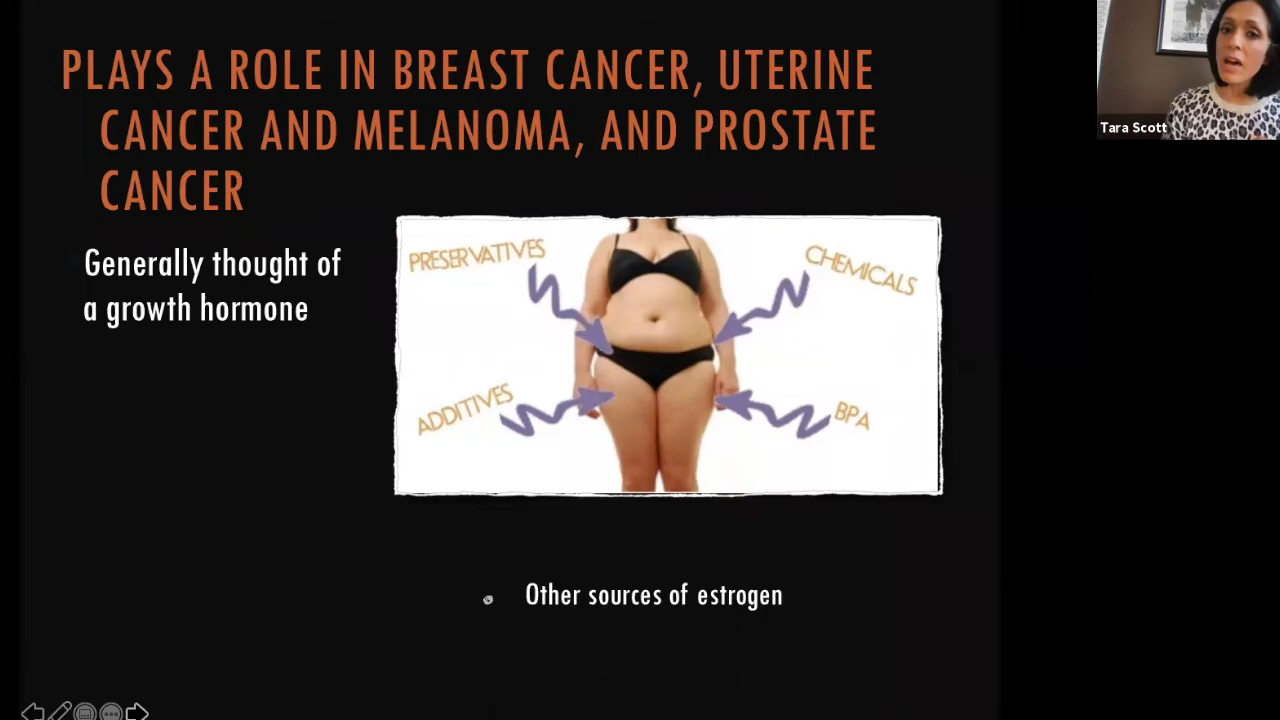 PLAYS A ROLE IN BREAST CANCER, UTERINE
CANCER AND MELANOMA, AND PROSTATE
CANCER
Tara Scott
Generally thought of
a growth hormone
PRESERVATIVES
CHEMICALS
ADDITIVES
BPA
Other sources of estrogen